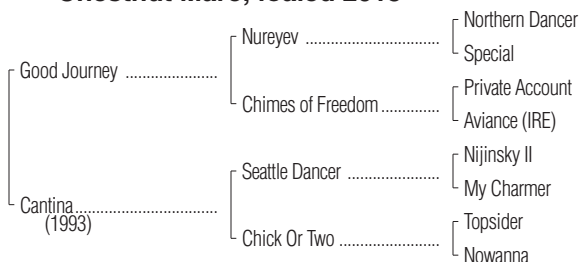 Chestnut Mare; foaled
Northern Dancer
Nureyev ..................................
Special
Good Journey .......................
Private Account
Chimes of Freedom ..............
Aviance (IRE)
Nijinsky II
Seattle Dancer .......................
My Charmer
Cantina ....................................
(1993)
Topsider
Chick Or Two .........................
Nowanna